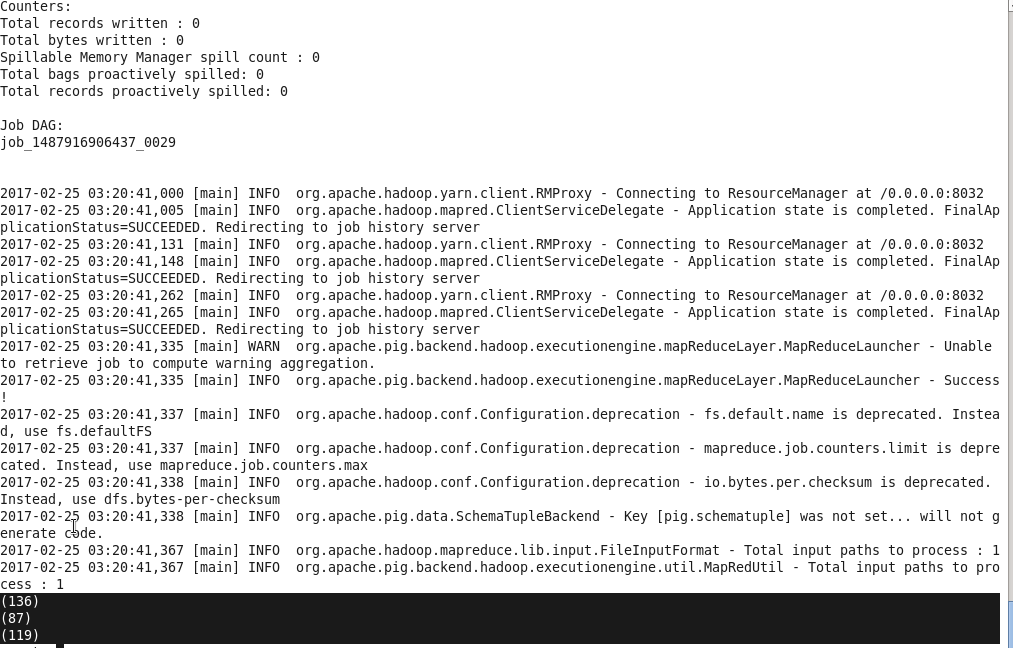 Counters:
Total records written : 0
Total bytes written : 0
Spillable Memory Manager spill count : 0
Total bags proactively spilled: 0
Total records proactively spilled: 0
Job DAG:
job_1487916906437_0029
2017-02-25 03:20:41,000 [main] INFO  org.apache.hadoop.yarn.client.RMProxy - Connecting to ResourceManager at /0.0.0.0:8032
2017-02-25 03:20:41,005 [main] INFO  org.apache.hadoop.mapred.ClientServiceDelegate - Application state is completed. FinalAp
plicationStatus=SUCCEEDED. Redirecting to job history server
2017-02-25 03:20:41,131 [main] INFO  org.apache.hadoop.yarn.client.RMProxy - Connecting to ResourceManager at /0.0.0.0:8032
2017-02-25 03:20:41,148 [main] INFO  org.apache.hadoop.mapred.ClientServiceDelegate - Application state is completed. FinalAp
plicationStatus=SUCCEEDED. Redirecting to job history server
2017-02-25 03:20:41,262 [main] INFO  org.apache.hadoop.yarn.client.RMProxy - Connecting to ResourceManager at /0.0.0.0:8032
2017-02-25 03:20:41,265 [main] INFO  org.apache.hadoop.mapred.ClientServiceDelegate - Application state is completed. FinalAp
plicationStatus=SUCCEEDED. Redirecting to job history server
2017-02-25 03:20:41,335 [main] WARN  org.apache.pig.backend.hadoop.executionengine.mapReduceLayer.MapReduceLauncher - Unable
to retrieve job to compute warning aggregation.
2017-02-25 03:20:41,335 [main] INFO  org.apache.pig.backend.hadoop.executionengine.mapReduceLayer.MapReduceLauncher - Success
!
2017-02-25 03:20:41,337 [main] INFO  org.apache.hadoop.conf.Configuration.deprecation - fs.default.name is deprecated. Instea
d, use fs.defaultFS
2017-02-25 03:20:41,337 [main] INFO  org.apache.hadoop.conf.Configuration.deprecation - mapreduce.job.counters.limit is depre
cated. Instead, use mapreduce.job.counters.max
2017-02-25 03:20:41,338 [main] INFO  org.apache.hadoop.conf.Configuration.deprecation - io.bytes.per.checksum is deprecated.
Instead, use dfs.bytes-per-checksum
2017-02-25 03:20:41,338 [main] INFO  org.apache.pig.data.SchemaTupleBackend - Key [pig.schematuple] was not set... will not g
enerate code.
2017-02-25 03:20:41,367 [main] INFO  org.apache.hadoop.mapreduce.lib.input.FileInputFormat - Total input paths to process : 1
2017-02-25 03:20:41,367 [main] INFO  org.apache.pig.backend.hadoop.executionengine.util.MapRedUtil - Total input paths to pro
cess : 1
(136)
(87)
(119)